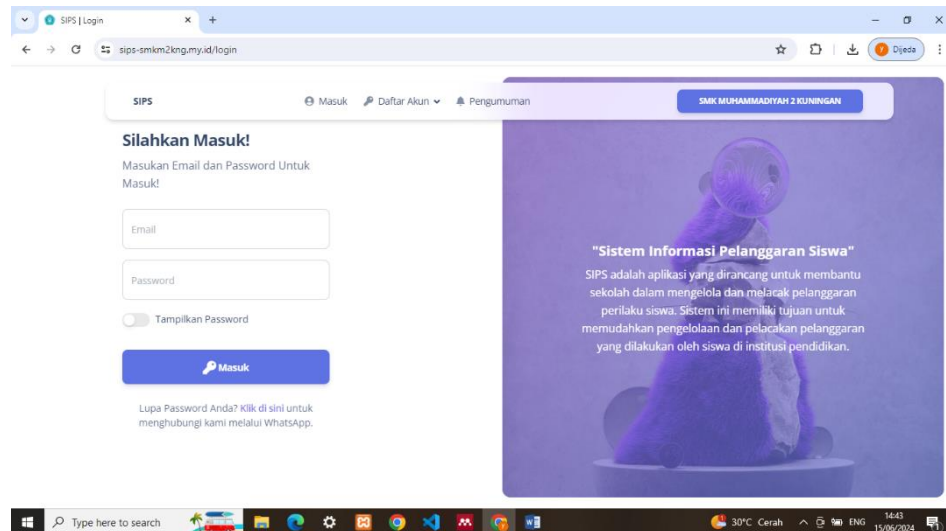 SIPS | Login
sips-smkm2kng.my.id/login
Dijeda
SIPS
Masuk
Daftar Akun
Pengumuman
SMK MUHAMMADIYAH 2 KUNINGAN
Silahkan Masuk!
Masukan Email dan Password Untuk
Masuk!
Email
Password
Tampilkan Password
Masuk
Lupa Password Anda? Klik di sini untuk
menghubungi kami melalui WhatsApp.
"Sistem Informasi Pelanggaran Siswa"
SIPS adalah aplikasi yang dirancang untuk membantu
sekolah dalam mengelola dan melacak pelanggaran
perilaku siswa. Sistem ini memiliki tujuan untuk
memudahkan pengelolaan dan pelacakan pelanggaran
yang dilakukan oleh siswa di institusi pendidikan.
Type here to search
30°C Cerah
ENG
14:43
15/06/2024